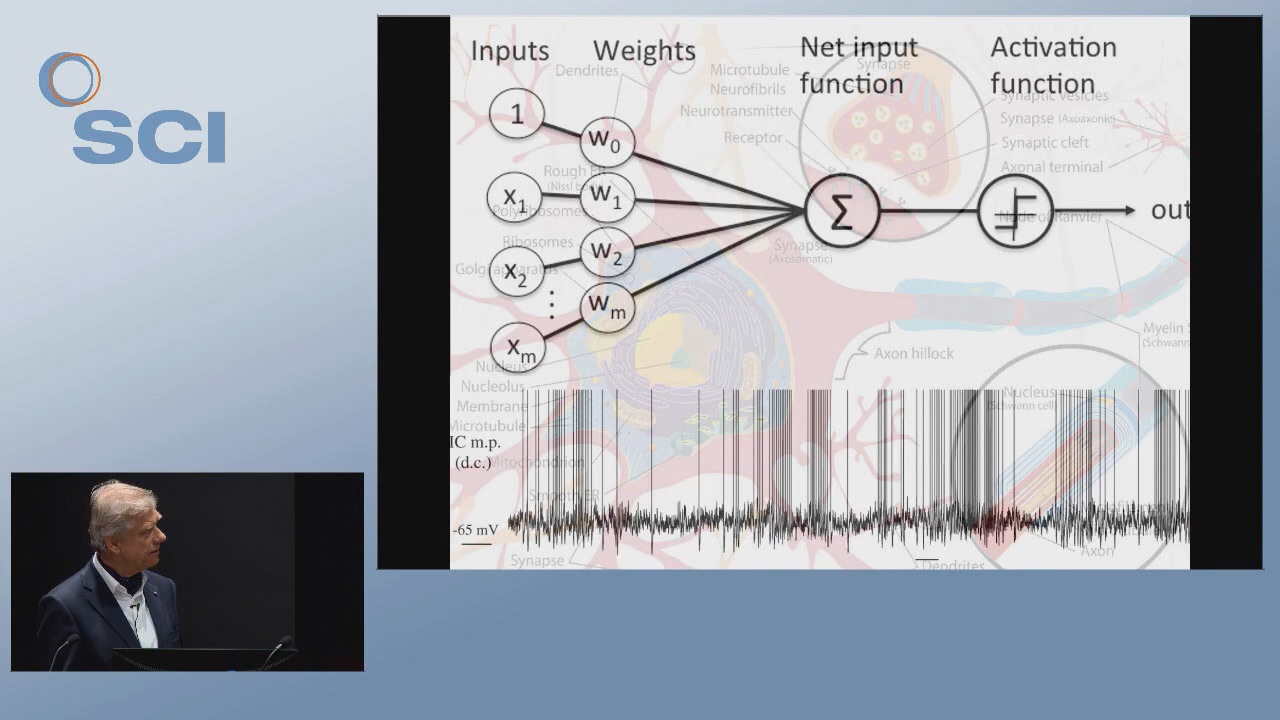 SCI
Inputs
Weights
Net input
function
Activation
function
1
w0
x1
w1
x2
w2
⋮
xm
wm
Σ
out
Dendrites
Microtubule
Neurofibrils
Neurotransmitter
Receptor
Synapse
Synaptic vesicles
Synapse (Axoaxonic)
Synaptic cleft
Axonal terminal
Node of Ranvier
Rough ER
Polyribosomes
Ribosomes
Golgi apparatus
Synapse
(Axosomatic)
Axon hillock
Myelin
(Schwann
Nucleus
Nucleolus
Membrane
Microtubule
Mitochondrion
Smooth ER
Synapse
Nucleus
(Schwann cell)
Axon
Dendrites
IC m.p.
(d.c.)
-65 mV